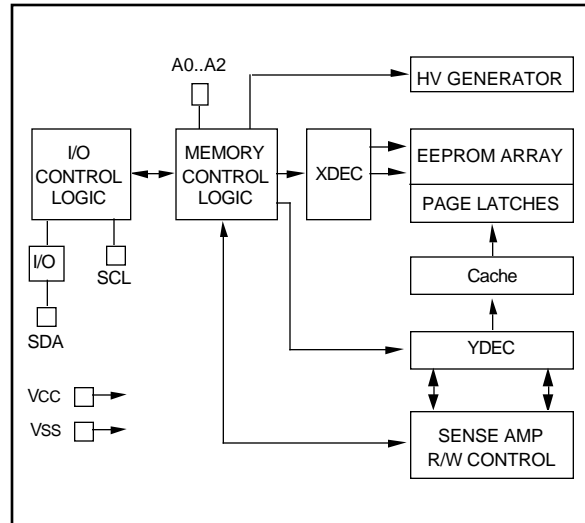 A0..A2
HV GENERATOR
I/O
CONTROL
LOGIC
MEMORY
CONTROL
LOGIC
XDEC
EEPROM ARRAY
PAGE LATCHES
I/O
SCL
SDA
Cache
YDEC
VCC
VSS
SENSE AMP
R/W CONTROL